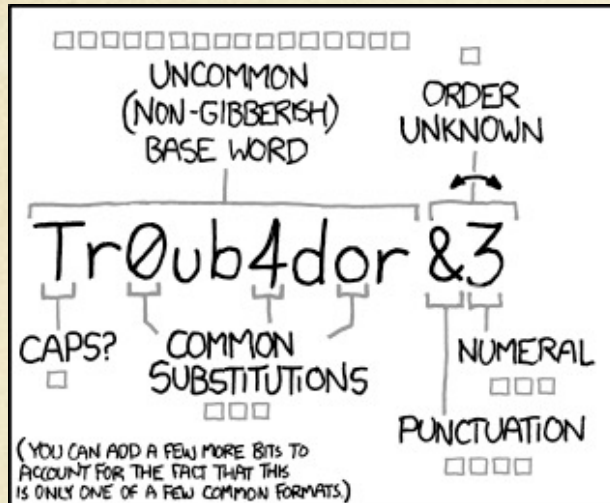 UNCOMMON
(NON-GIBBERISH)
BASE WORD
ORDER
UNKNOWN
Tr0ub4dor &3
CAPS?
COMMON
SUBSTITUTIONS
NUMERAL
PUNCTUATION
(YOU CAN ADD A FEW MORE BITS TO
ACCOUNT FOR THE FACT THAT THIS
IS ONLY ONE OF A FEW COMMON FORMATS.)